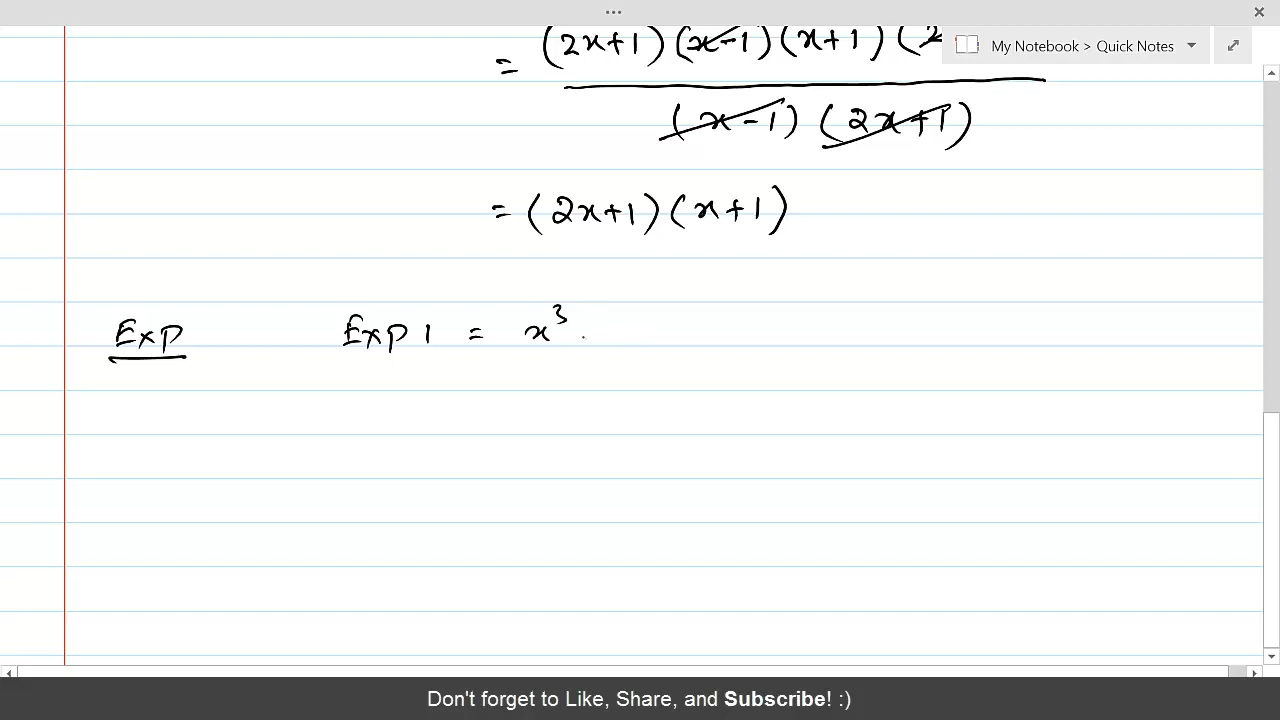 ...
(2x+1)(x-1)(x+1)(2
My Notebook > Quick Notes
=
(x-1) (2x+1)
= (2x+1)(x+1)
Exp Exp 1 = x³
Don't forget to Like, Share, and Subscribe! :)